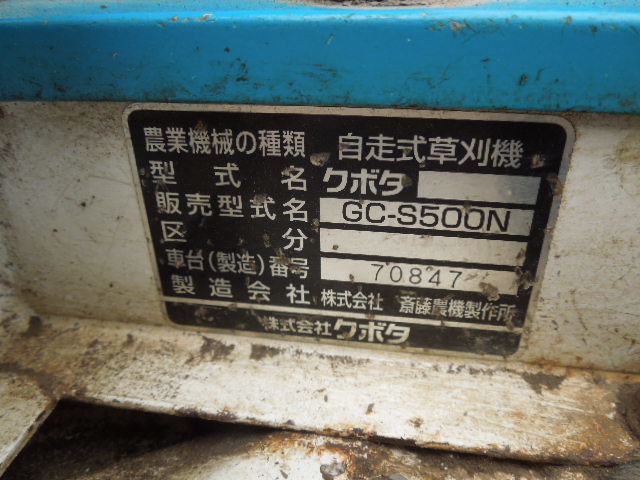 農業機械の種類 自走式草刈機
型式名 クボタ
販売型式名 GC-S500N
区分
車台(製造)番号 70847
製造会社 株式会社 斎藤農機製作所
株式会社クボタ